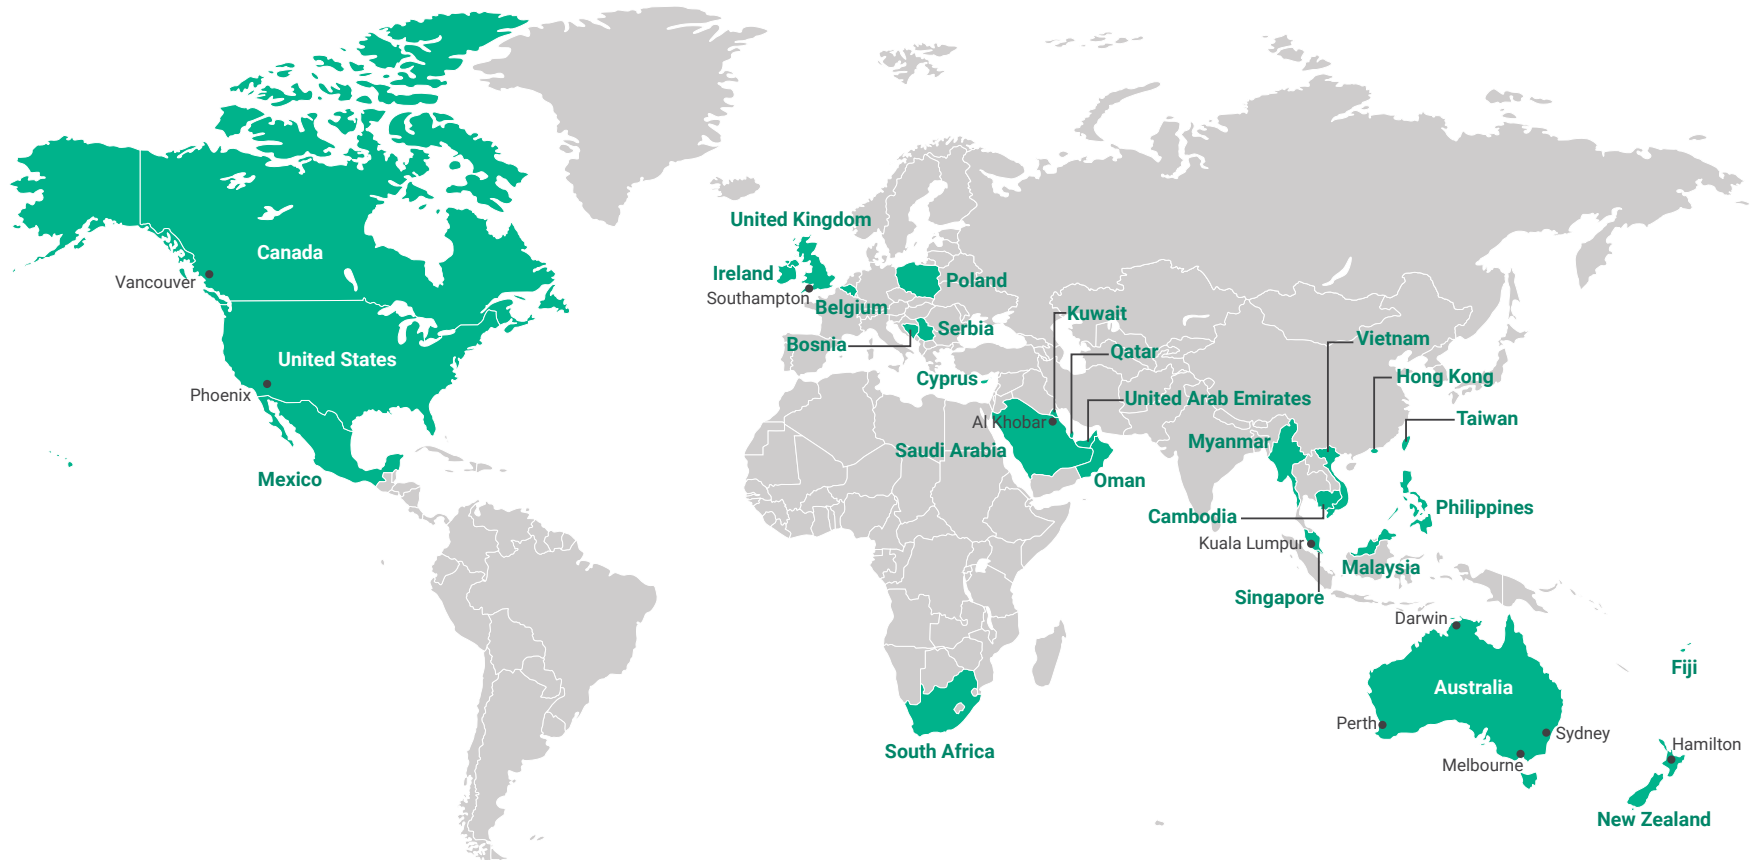 United Kingdom
Canada
Ireland
Vancouver
Poland
Southampton
Belgium
Kuwait
Serbia
Vietnam
Bosnia
Qatar
United States
Cyprus
Hong Kong
Phoenix
United Arab Emirates
Taiwan
Al Khobar
Myanmar
Saudi Arabia
Mexico
Oman
Philippines
Cambodia
Kuala Lumpur
Malaysia
Singapore
Darwin
Fiji
Australia
Perth
Sydney
Hamilton
South Africa
Melbourne
New Zealand